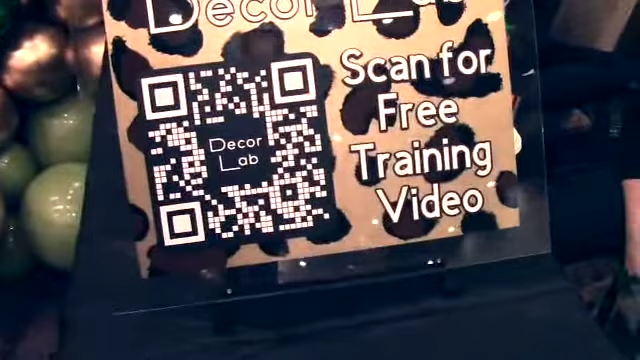 Decor Lab
Decor
Lab
Scan for
Free
Training
Video